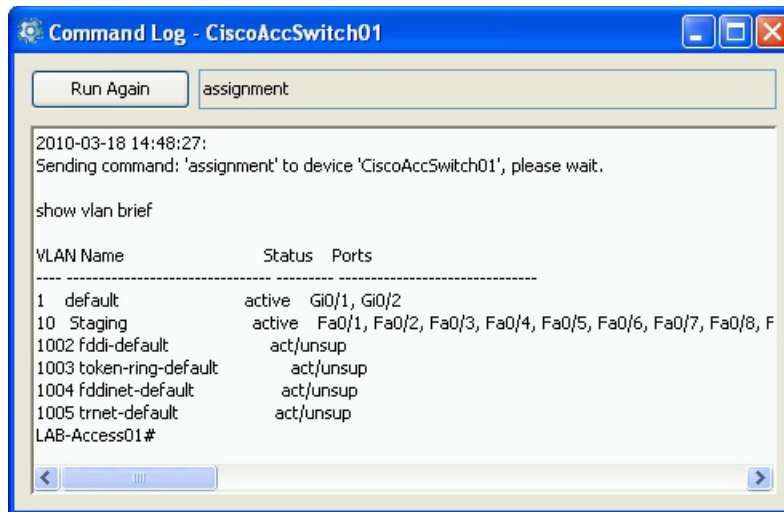 Command Log - CiscoAccSwitch01
Run Again
assignment
2010-03-18 14:48:27:
Sending command: 'assignment' to device 'CiscoAccSwitch01', please wait.
show vlan brief
VLAN Name Status Ports
---- -------------------------------- --------- -------------------------------
1 default active Gi0/1, Gi0/2
10 Staging active Fa0/1, Fa0/2, Fa0/3, Fa0/4, Fa0/5, Fa0/6, Fa0/7, Fa0/8, F
1002 fddi-default act/unsup
1003 token-ring-default act/unsup
1004 fddinet-default act/unsup
1005 trnet-default act/unsup
LAB-Access01#